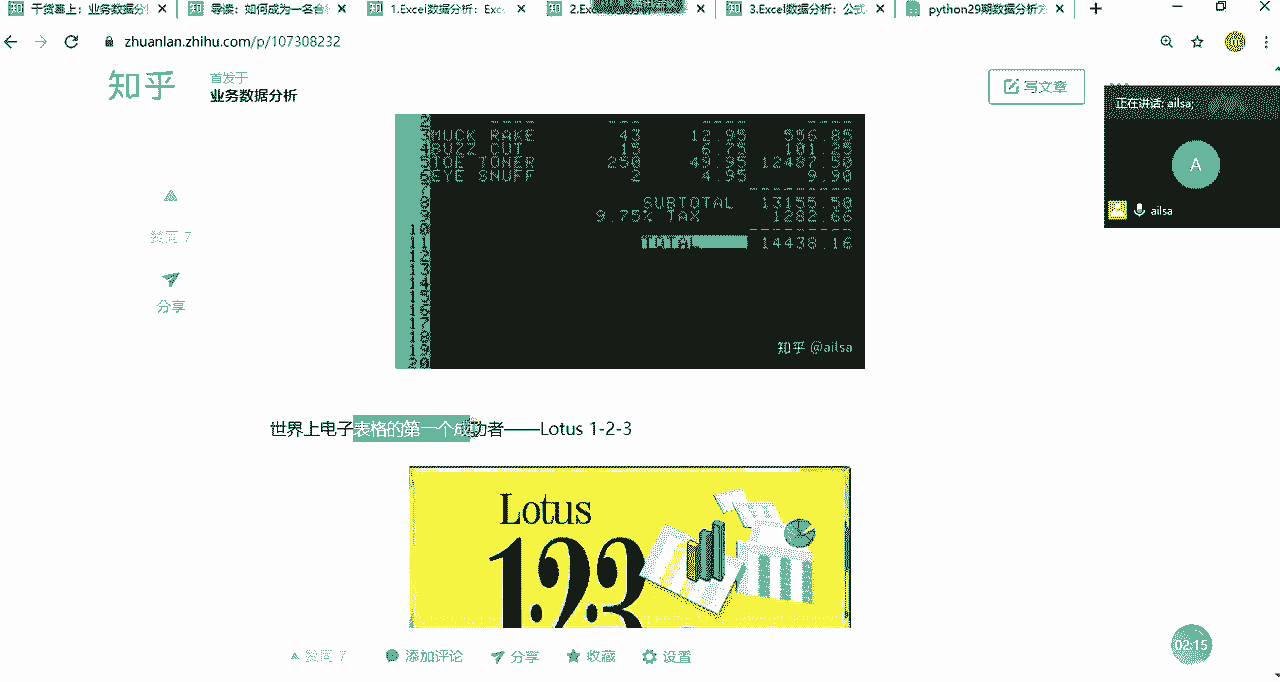 干货塞上：业务数据分
导读：如何成为一名合
1.Excel数据分析：Exc
2.Exc
3.Excel数据分析：公式
python29期数据分析方
zhuanlan.zhihu.com/p/107308232
知乎
首发于
业务数据分析
写文章
正在讲话: ailsa;
A
ailsa
MUCK RAKE 43 12.95 556.85
BUZZ CUT 15 6.75 101.25
TOE TONER 250 49.95 12487.50
EYE SNUFF 2 4.95 9.90
SUBTOTAL 13155.50
9.75% TAX 1282.66
TOTAL 14438.16
知乎 @ailsa
赞同 7
分享
世界上电子表格的第一个成功者——Lotus 1-2-3
Lotus
1·2·3
赞同 7
添加评论
分享
收藏
设置
02:15